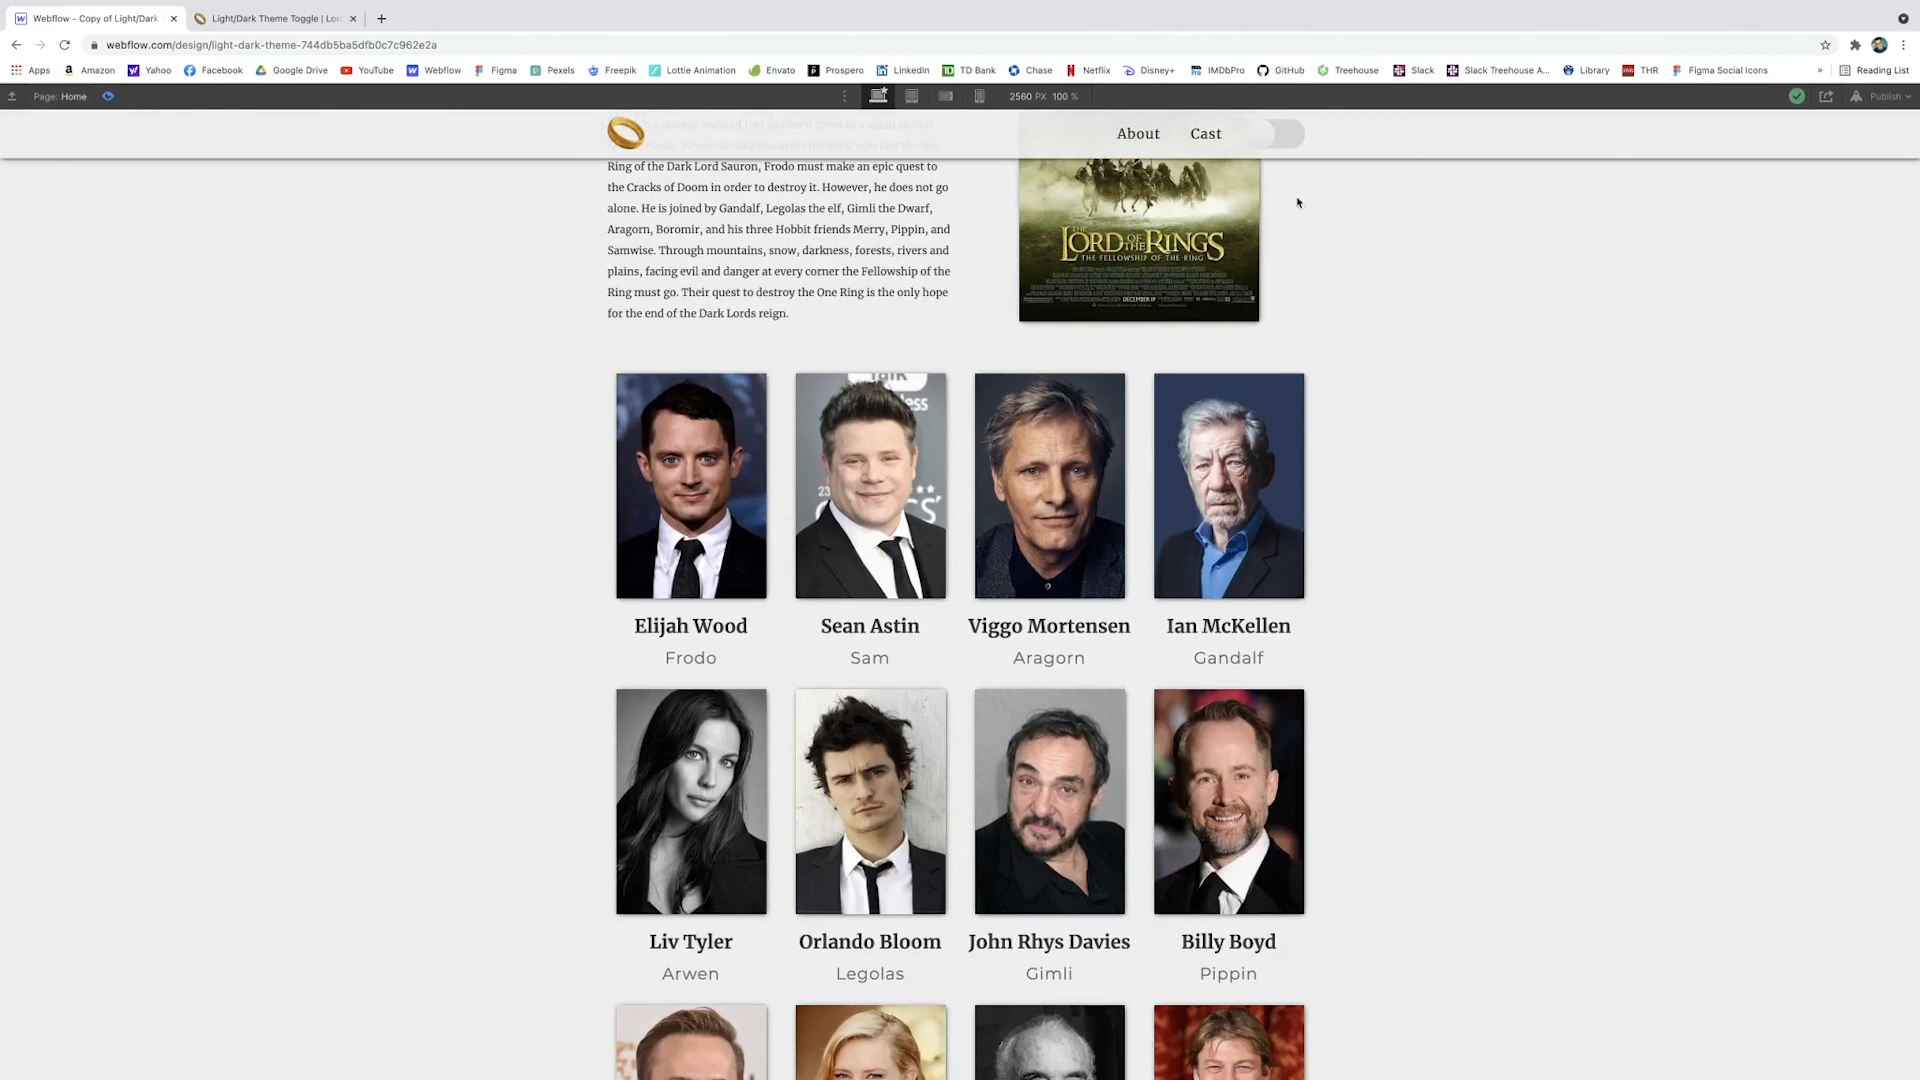 Webflow - Copy of Light/Dark
Light/Dark Theme Toggle | Lor
webflow.com/design/light-dark-theme-744db5ba5dfb0c7c962e2a
Apps Amazon Yahoo Facebook Google Drive YouTube Webflow Figma Pexels Freepik Lottie Animation Envato Prospero LinkedIn TD Bank Chase Netflix Disney+ IMDbPro GitHub Treehouse Slack Slack Treehouse A... Library THR Figma Social Icons » Reading List
Page: Home 2560 PX 100 % Publish
About Cast
Ring of the Dark Lord Sauron, Frodo must make an epic quest to
the Cracks of Doom in order to destroy it. However, he does not go
alone. He is joined by Gandalf, Legolas the elf, Gimli the Dwarf,
Aragorn, Boromir, and his three Hobbit friends Merry, Pippin, and
Samwise. Through mountains, snow, darkness, forests, rivers and
plains, facing evil and danger at every corner the Fellowship of the
Ring must go. Their quest to destroy the One Ring is the only hope
for the end of the Dark Lords reign.
THE
LORD OF THE RINGS
THE FELLOWSHIP OF THE RING
DECEMBER 19
Elijah Wood Sean Astin Viggo Mortensen Ian McKellen
Frodo Sam Aragorn Gandalf
Liv Tyler Orlando Bloom John Rhys Davies Billy Boyd
Arwen Legolas Gimli Pippin